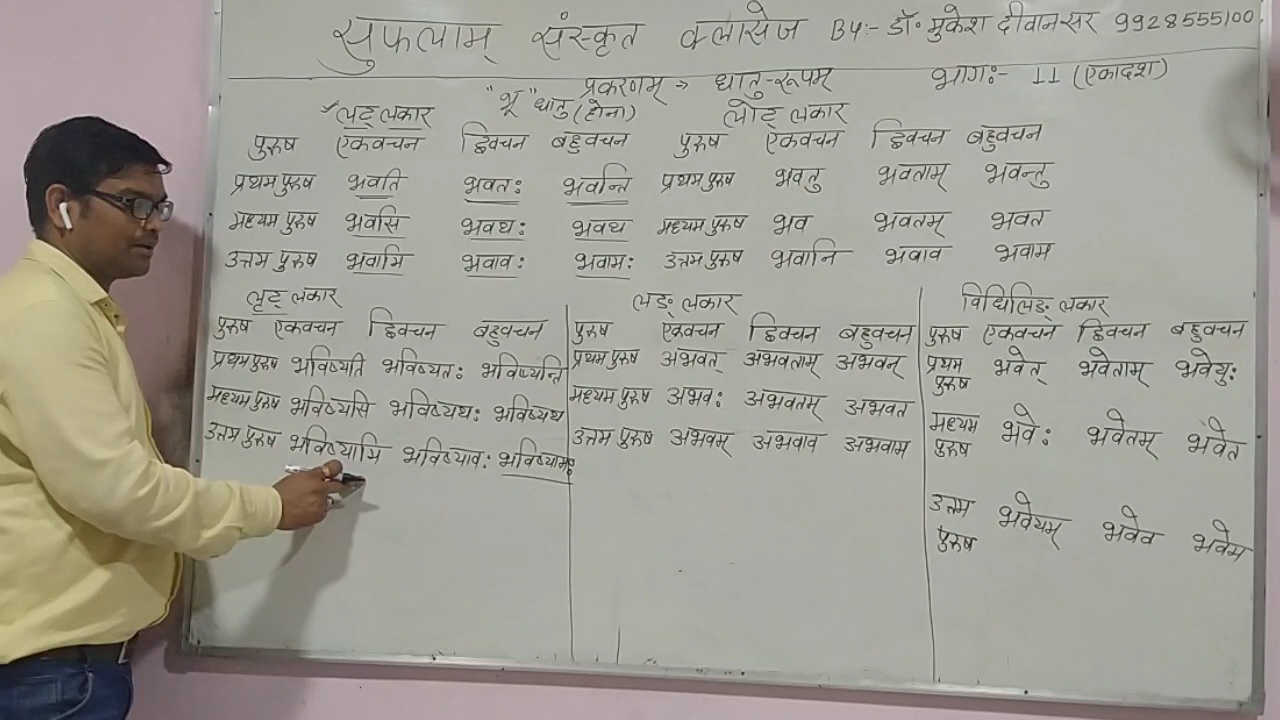 सुफलाम् संस्कृत क्लासेज By:- डॉ॰ मुकेश दीवान सर 9928555100
प्रकरणम् → धातु-रूपम् भागः- 11 (एकादश)
"भू" धातु (होना)
लट् लकार
पुरुष एकवचन द्विवचन बहुवचन
प्रथम पुरुष भवति भवतः भवन्ति
मध्यम पुरुष भवसि भवथः भवथ
उत्तम पुरुष भवामि भवावः भवामः
लोट् लकार
पुरुष एकवचन द्विवचन बहुवचन
प्रथम पुरुष भवतु भवताम् भवन्तु
मध्यम पुरुष भव भवतम् भवत
उत्तम पुरुष भवानि भवाव भवाम
लृट् लकार
पुरुष एकवचन द्विवचन बहुवचन
प्रथम पुरुष भविष्यति भविष्यतः भविष्यन्ति
मध्यम पुरुष भविष्यसि भविष्यथः भविष्यथ
उत्तम पुरुष भविष्यामि भविष्यावः भविष्यामः
लङ् लकार
पुरुष एकवचन द्विवचन बहुवचन
प्रथम पुरुष अभवत् अभवताम् अभवन्
मध्यम पुरुष अभवः अभवतम् अभवत
उत्तम पुरुष अभवम् अभवाव अभवाम
विधिलिङ् लकार
पुरुष एकवचन द्विवचन बहुवचन
प्रथम भवेत् भवेताम् भवेयुः
पुरुष
मध्यम भवेः भवेतम् भवेत
पुरुष
उत्तम भवेयम् भवेव भवेम
पुरुष